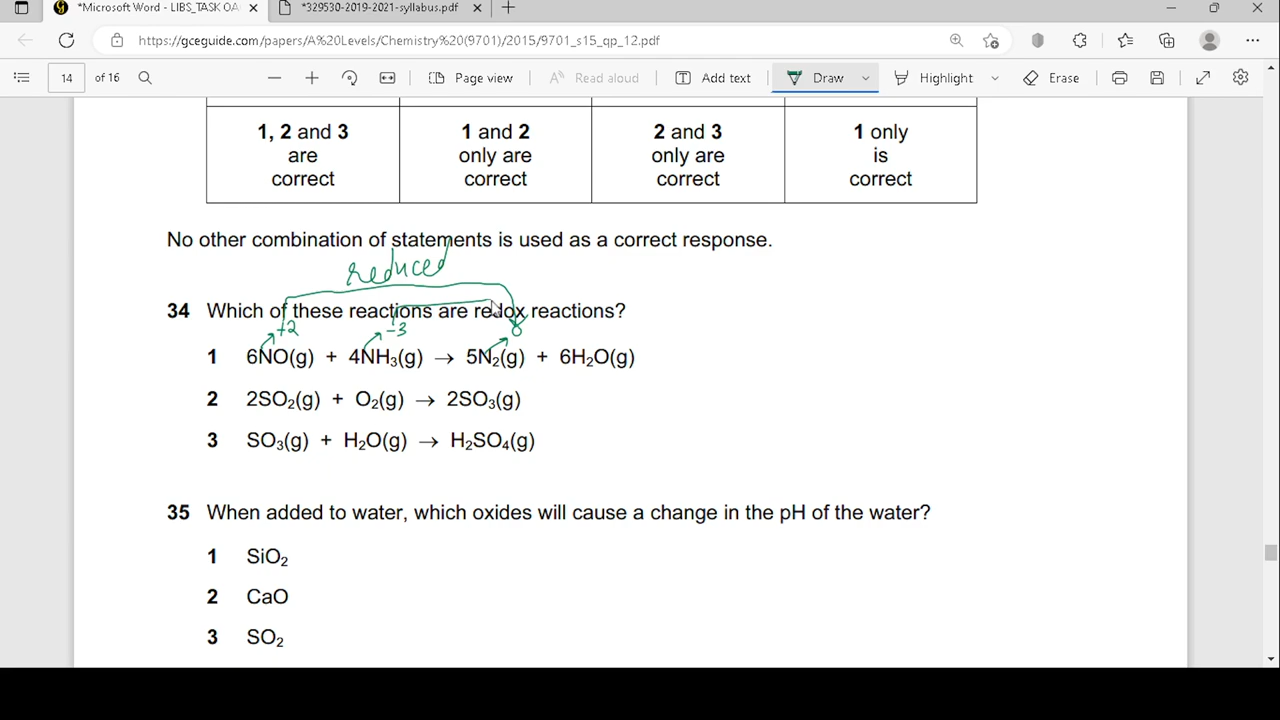 *Microsoft Word - LIBS_TASK OA
*329530-2019-2021-syllabus.pdf
https://gceguide.com/papers/A%20Levels/Chemistry%20(9701)/2015/9701_s15_qp_12.pdf
14 of 16 Page view Read aloud Add text Draw Highlight Erase
1, 2 and 3 are correct
1 and 2 only are correct
2 and 3 only are correct
1 only is correct
No other combination of statements is used as a correct response.
reduced
34 Which of these reactions are redox reactions?
+2 -3 0
1 6NO(g) + 4NH₃(g) → 5N₂(g) + 6H₂O(g)
2 2SO₂(g) + O₂(g) → 2SO₃(g)
3 SO₃(g) + H₂O(g) → H₂SO₄(g)
35 When added to water, which oxides will cause a change in the pH of the water?
1 SiO₂
2 CaO
3 SO₂